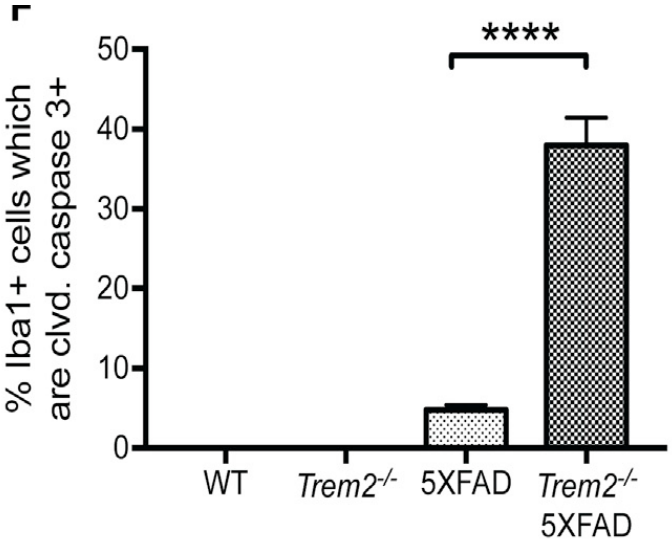 F
% Iba1+ cells which
are clvd. caspase 3+
50
40
30
20
10
0
****
WT
Trem2-/-
5XFAD
Trem2-/-
5XFAD